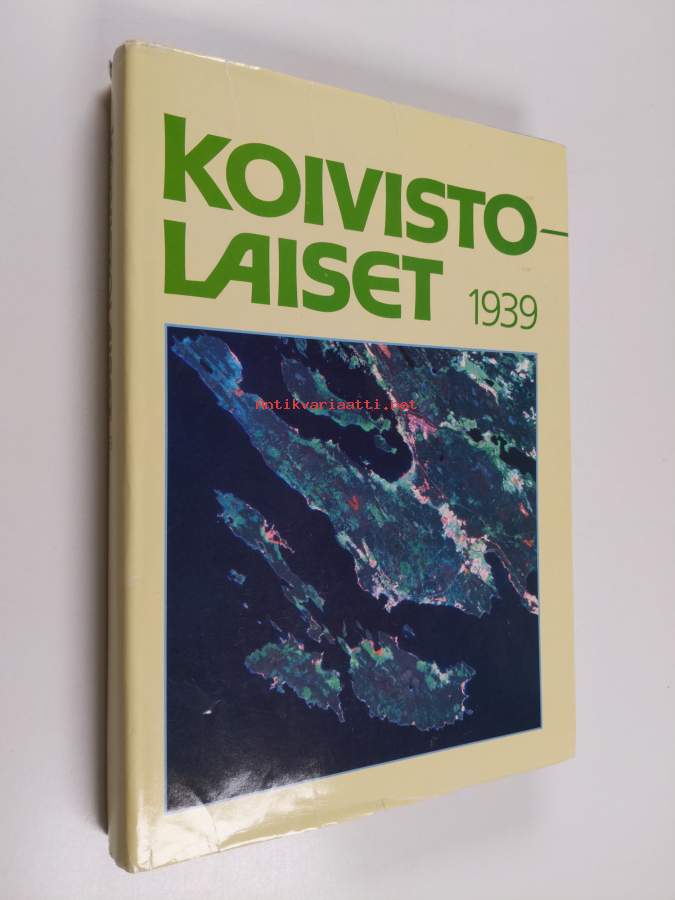 KOIVISTO-
LAISET 1939
Antikvariaatti.net